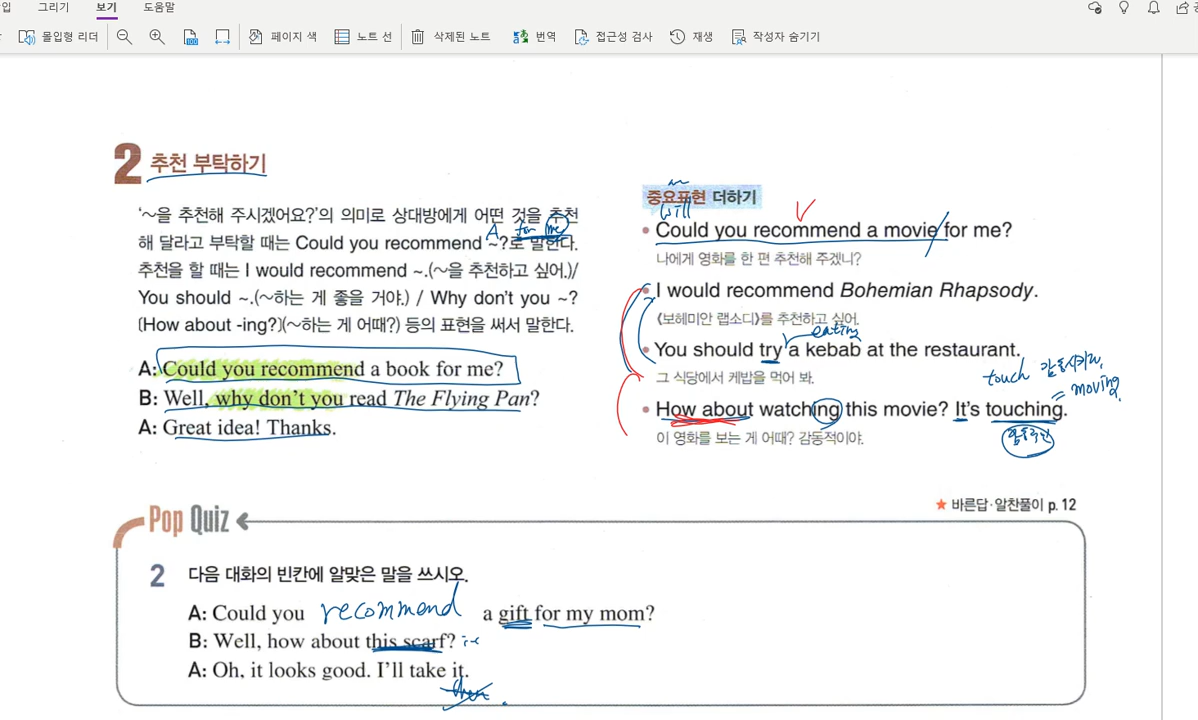 그리기 보기 도움말
몰입형 리더 페이지 색 노트 선 삭제된 노트 번역 접근성 검사 재생 작성자 숨기기
2 추천 부탁하기
'~을 추천해 주시겠어요?'의 의미로 상대방에게 어떤 것을 추천
A for me
해 달라고 부탁할 때는 Could you recommend ~?로 말한다.
추천을 할 때는 I would recommend ~.(~을 추천하고 싶어.)/
You should ~.(~하는 게 좋을 거야.) / Why don't you ~?
(How about -ing?)(~하는 게 어때?) 등의 표현을 써서 말한다.
A: Could you recommend a book for me?
B: Well, why don't you read The Flying Pan?
A: Great idea! Thanks.
중요표현 더하기
will
• Could you recommend a movie for me?
나에게 영화를 한 편 추천해 주겠니?
• I would recommend Bohemian Rhapsody.
《보헤미안 랩소디》를 추천하고 싶어.
eating
• You should try a kebab at the restaurant.
그 식당에서 케밥을 먹어 봐.
touch 감동시키다
= moving
• How about watching this movie? It's touching.
이 영화를 보는 게 어때? 감동적이야.
★ 바른답·알찬풀이 p. 12
Pop Quiz
2 다음 대화의 빈칸에 알맞은 말을 쓰시오.
A: Could you recommend a gift for my mom?
B: Well, how about this scarf?
A: Oh, it looks good. I'll take it.